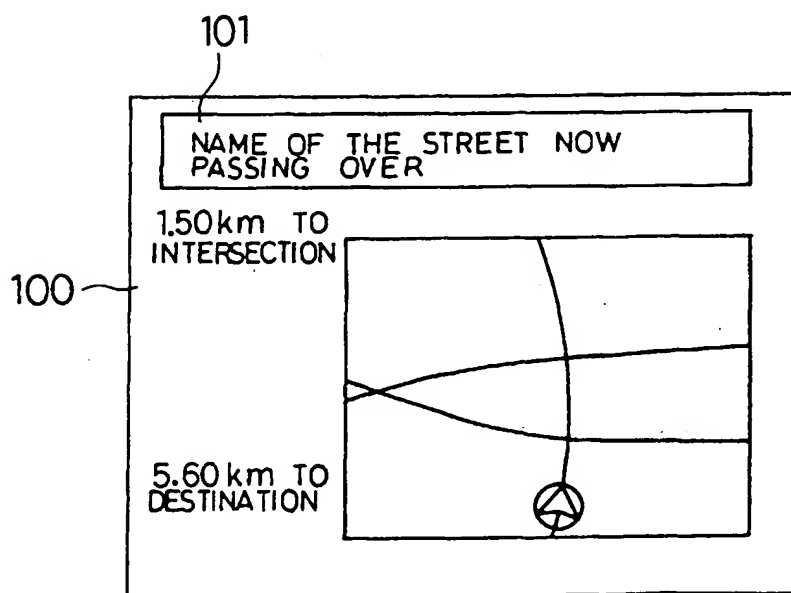 101
NAME OF THE STREET NOW
PASSING OVER
1.50km TO
INTERSECTION
100
5.60km TO
DESTINATION